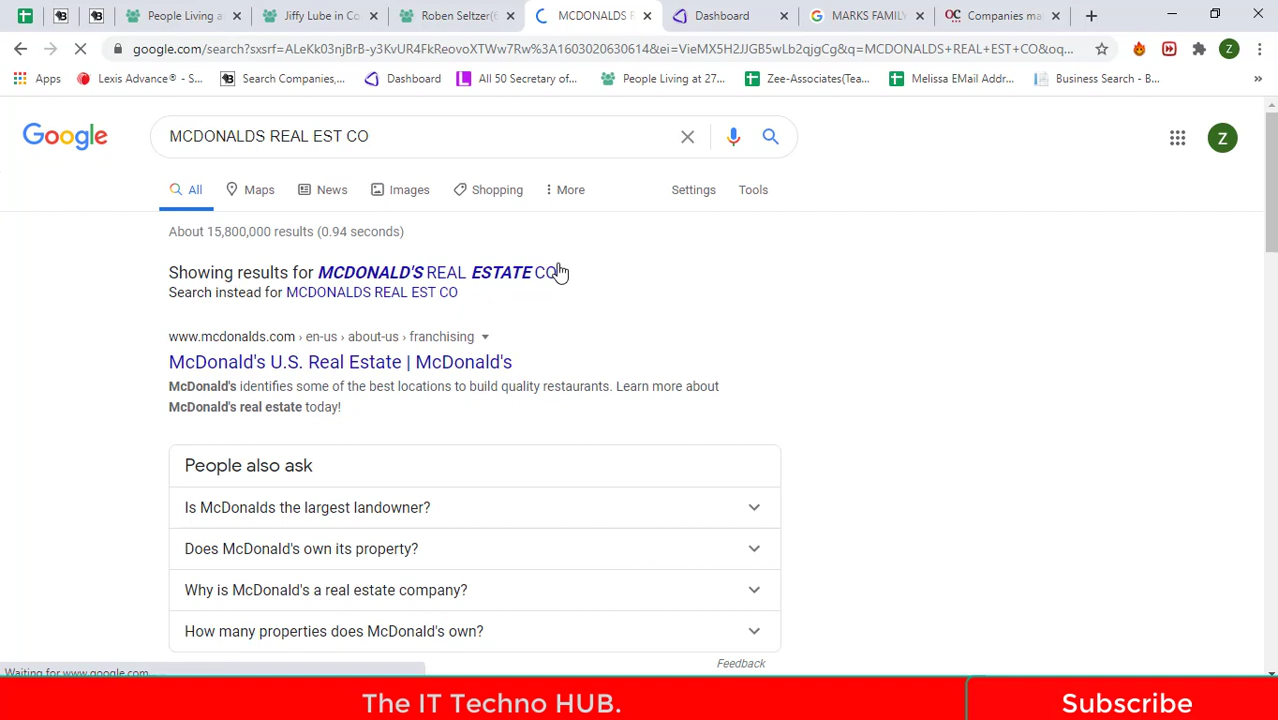 People Living a
Jiffy Lube in Co
Roben Seltzer(6
MCDONALDS R
Dashboard
MARKS FAMILY
Companies ma
google.com/search?sxsrf=ALeKk03njBrB-y3KvUR4FkReovoXTWw7Rw%3A1603020630614&ei=VieMX5H2JJGB5wLb2qjgCg&q=MCDONALDS+REAL+EST+CO&oq...
Z
Apps
Lexis Advance® - S...
Search Companies,...
Dashboard
All 50 Secretary of...
People Living at 27...
Zee-Associates(Tea...
Melissa EMail Addr...
Business Search - B...
Google
MCDONALDS REAL EST CO
Z
All Maps News Images Shopping More Settings Tools
About 15,800,000 results (0.94 seconds)
Showing results for MCDONALD'S REAL ESTATE CO
Search instead for MCDONALDS REAL EST CO
www.mcdonalds.com › en-us › about-us › franchising
McDonald's U.S. Real Estate | McDonald's
McDonald's identifies some of the best locations to build quality restaurants. Learn more about
McDonald's real estate today!
People also ask
Is McDonalds the largest landowner?
Does McDonald's own its property?
Why is McDonald's a real estate company?
How many properties does McDonald's own?
Feedback
Waiting for www.google.com...
The IT Techno HUB.
Subscribe